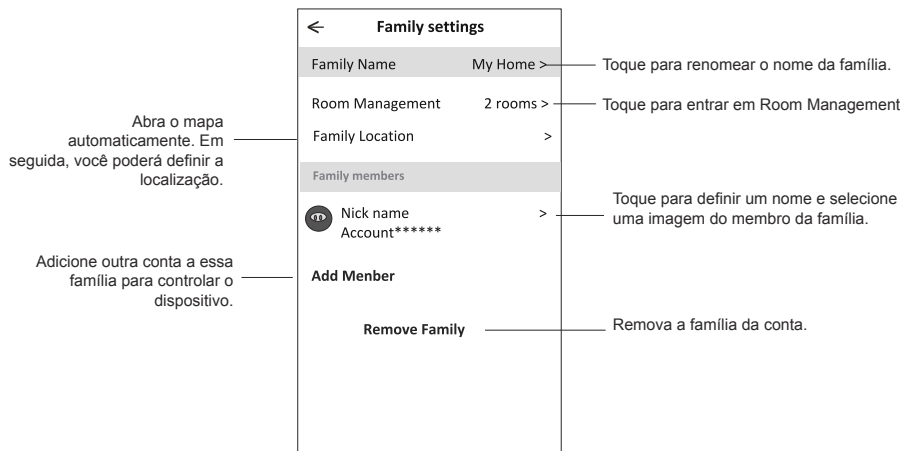 Family settings
Family Name My Home >
Toque para renomear o nome da família.
Room Management 2 rooms >
Toque para entrar em Room Management
Abra o mapa
automaticamente. Em
seguida, você poderá definir a
localização.
Family Location >
Family members
Nick name >
Account******
Toque para definir um nome e selecione
uma imagem do membro da família.
Adicione outra conta a essa
família para controlar o
dispositivo.
Add Menber
Remove Family
Remova a família da conta.